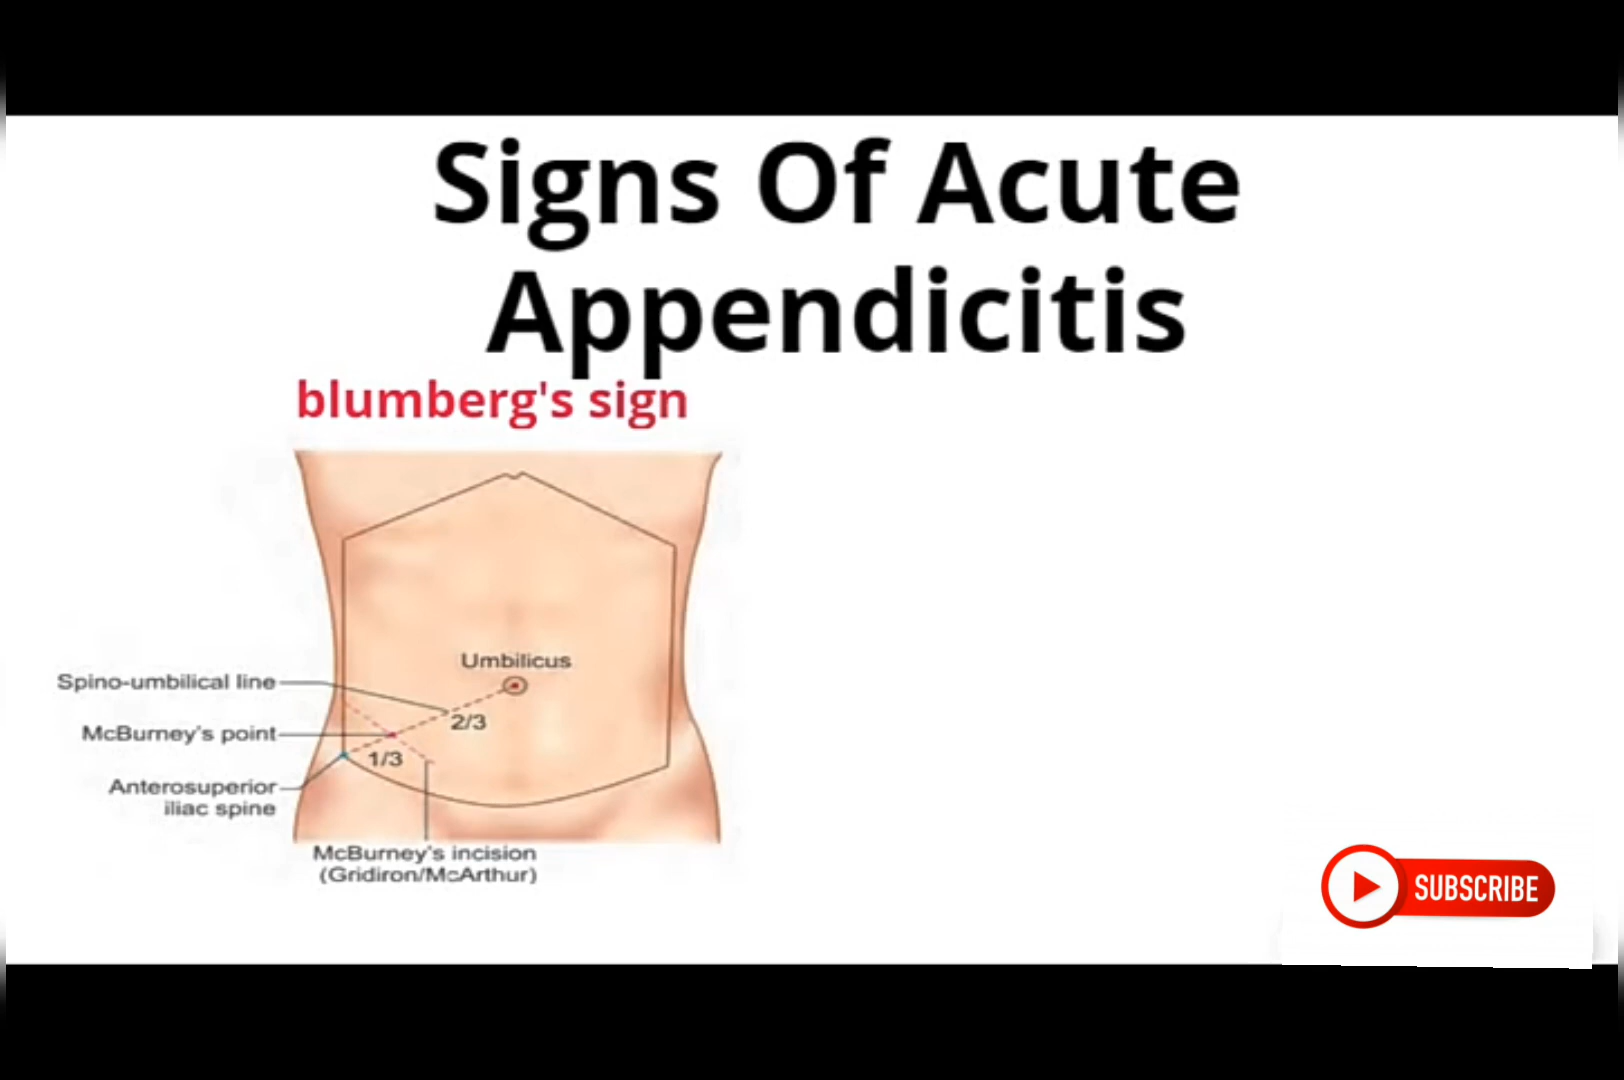 Signs Of Acute
Appendicitis
blumberg's sign
Umbilicus
Spino-umbilical line
2/3
McBurney's point
1/3
Anterosuperior
iliac spine
McBurney's incision
(Gridiron/McArthur)
SUBSCRIBE